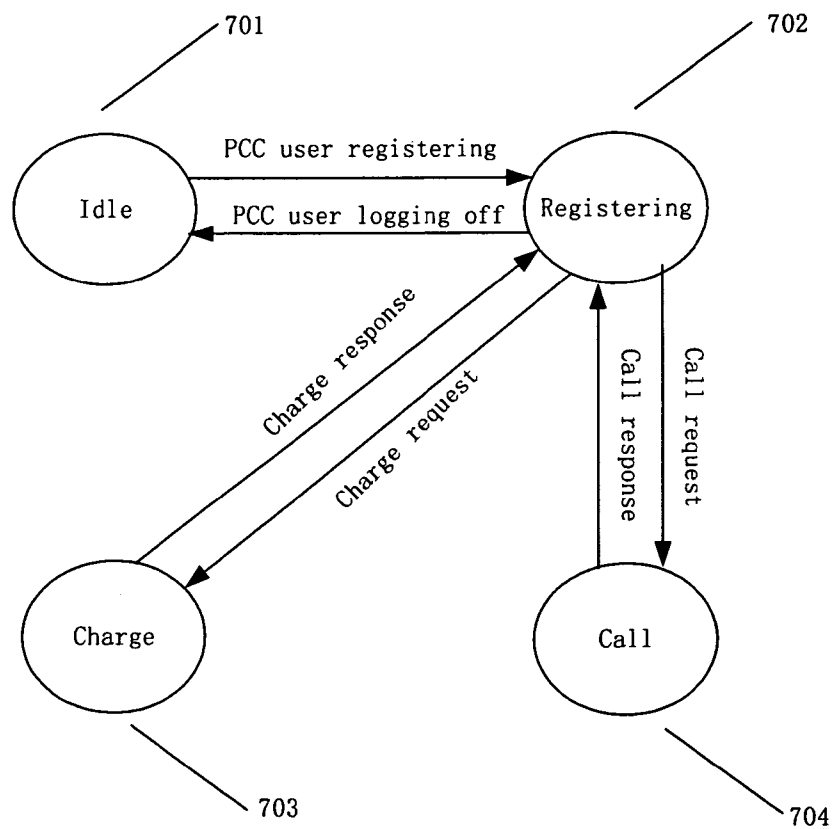 701
702
PCC user registering
Idle
PCC user logging off
Registering
Charge response
Charge request
Call response
Call request
Charge
Call
703
704